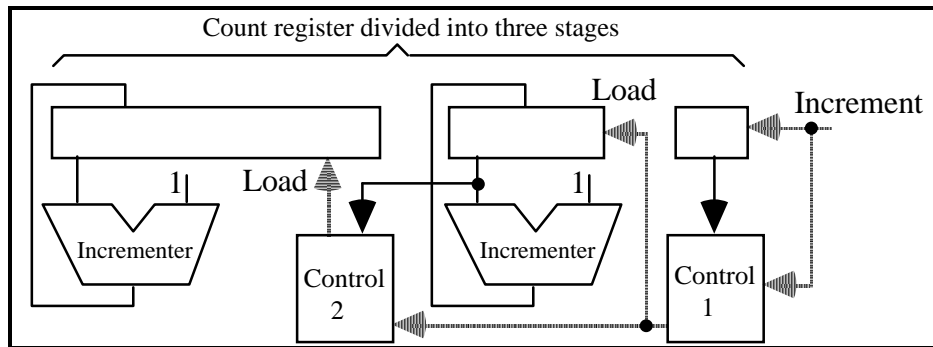 Count register divided into three stages
Load
Increment
Load
1
1
Incrementer
Incrementer
Control
2
Control
1